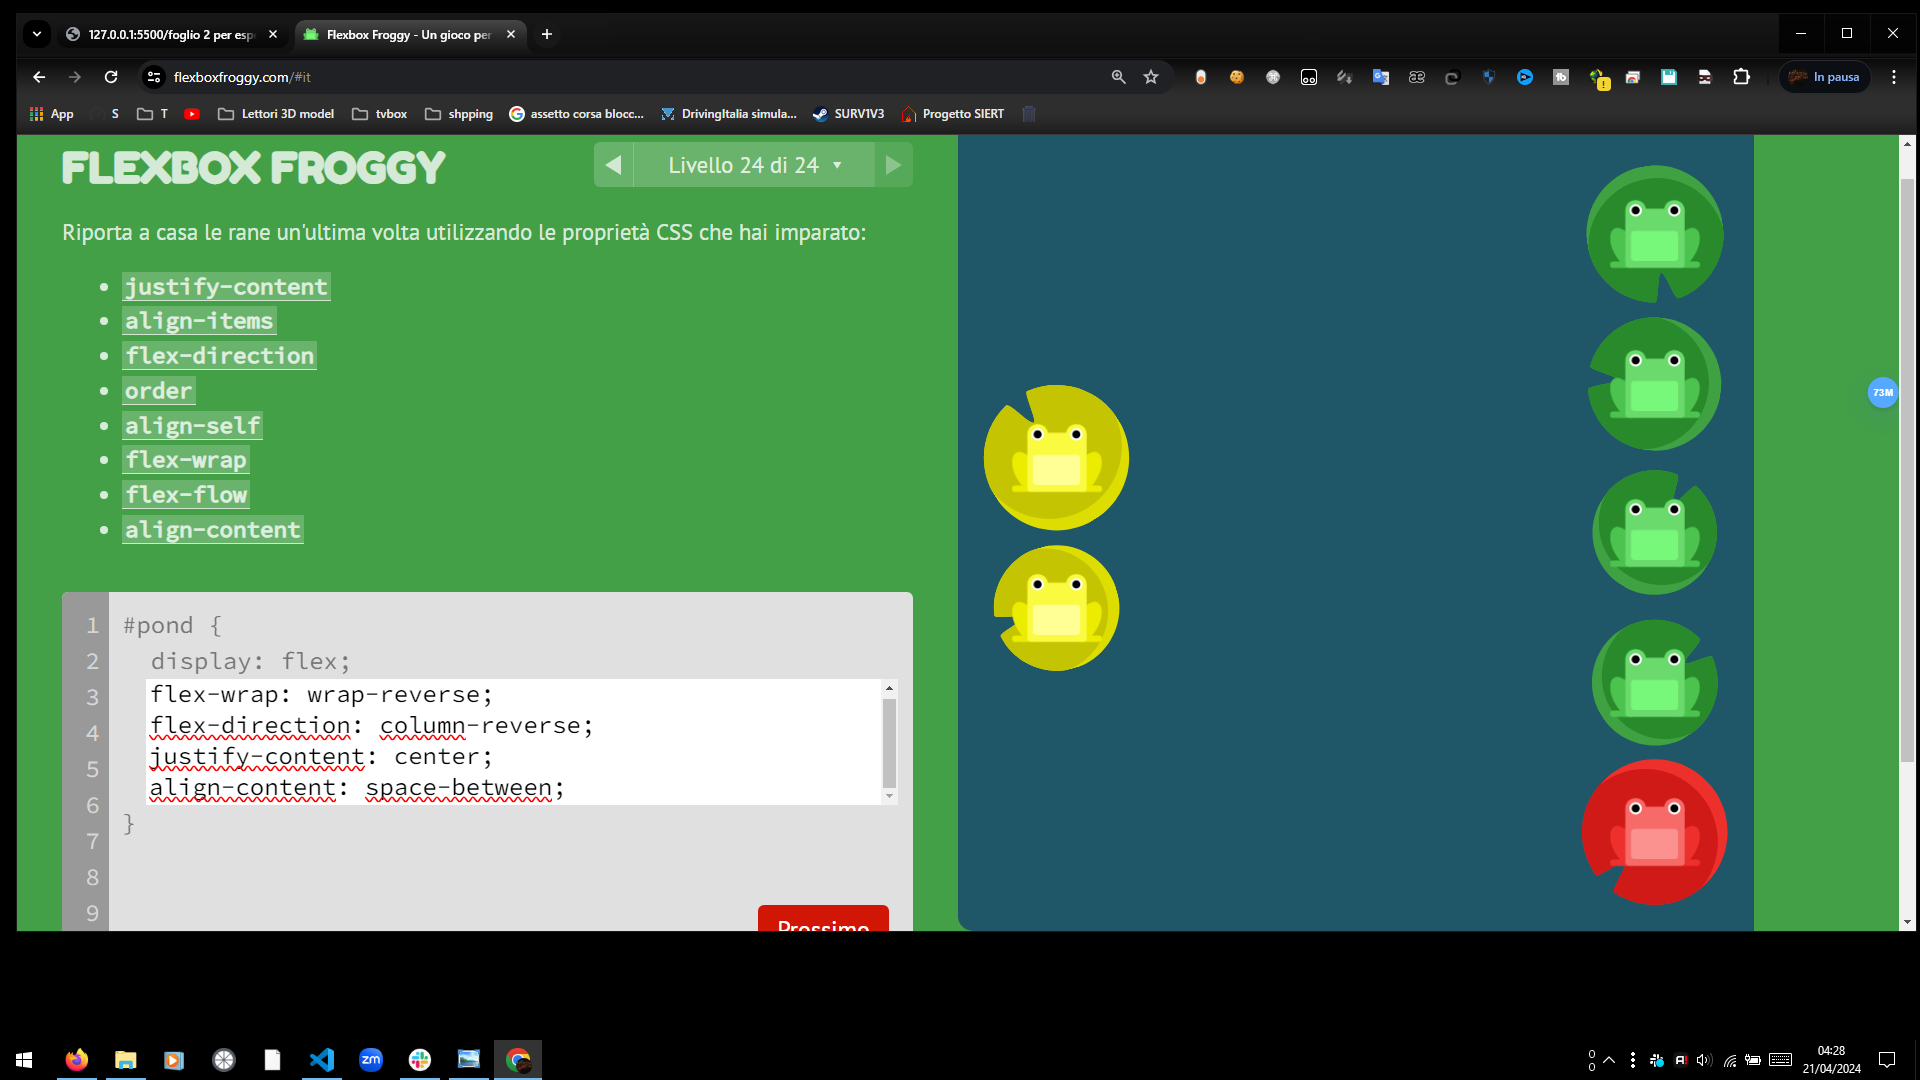 127.0.0.1:5500/foglio 2 per esp
Flexbox Froggy - Un gioco per
flexboxfroggy.com/#it
In pausa
App
S
T
Lettori 3D model
tvbox
shpping
assetto corsa blocc...
DrivingItalia simula...
SURV1V3
Progetto SIERT
FLEXBOX FROGGY
Livello 24 di 24
Riporta a casa le rane un'ultima volta utilizzando le proprietà CSS che hai imparato:
justify-content
align-items
flex-direction
order
align-self
flex-wrap
flex-flow
align-content
1 #pond {
2 display: flex;
3 flex-wrap: wrap-reverse;
4 flex-direction: column-reverse;
5 justify-content: center;
6 align-content: space-between;
7 }
8
9
Prossimo
73M
zm
0
0
04:28
21/04/2024